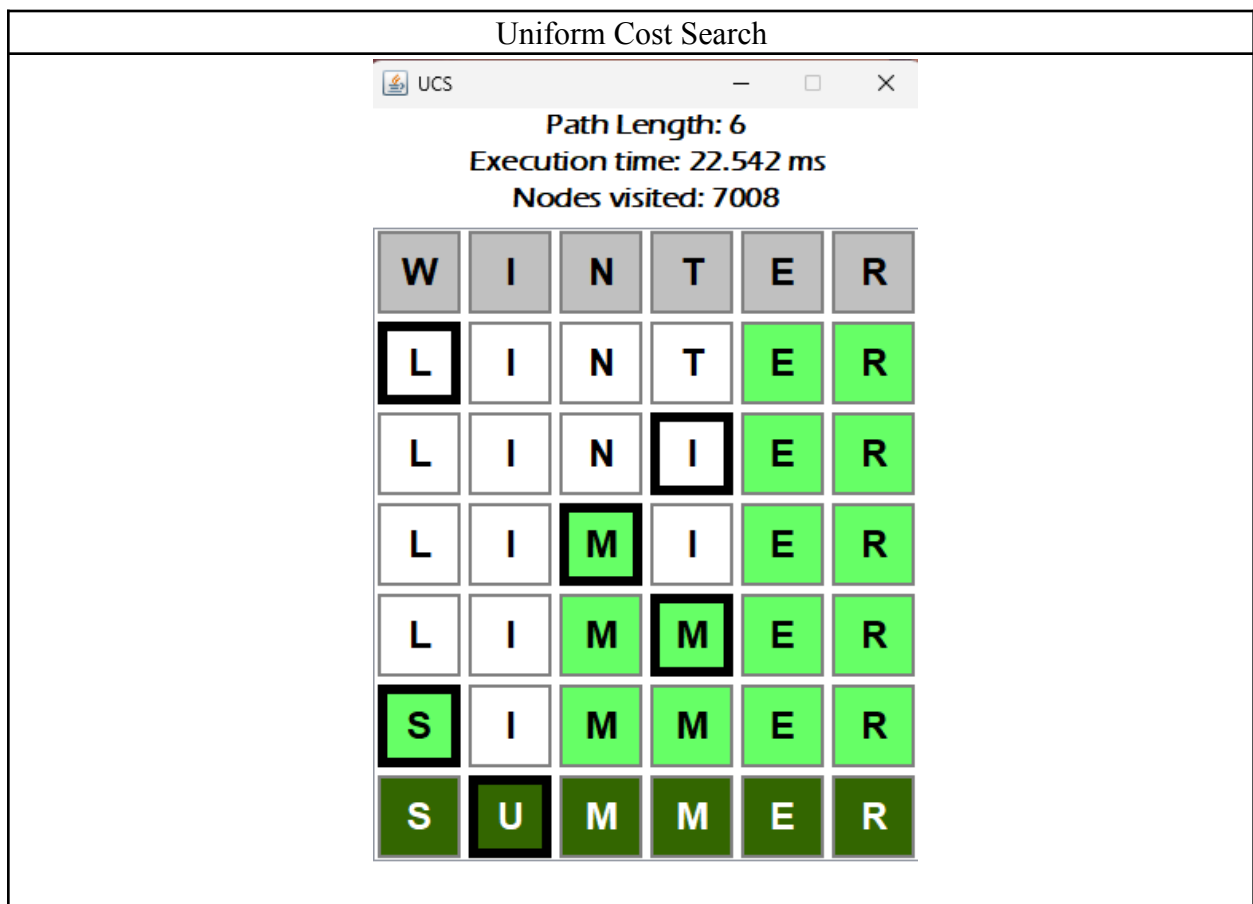 Uniform Cost Search
UCS
Path Length: 6
Execution time: 22.542 ms
Nodes visited: 7008
W I N T E R
L I N T E R
L I N I E R
L I M I E R
L I M M E R
S I M M E R
S U M M E R